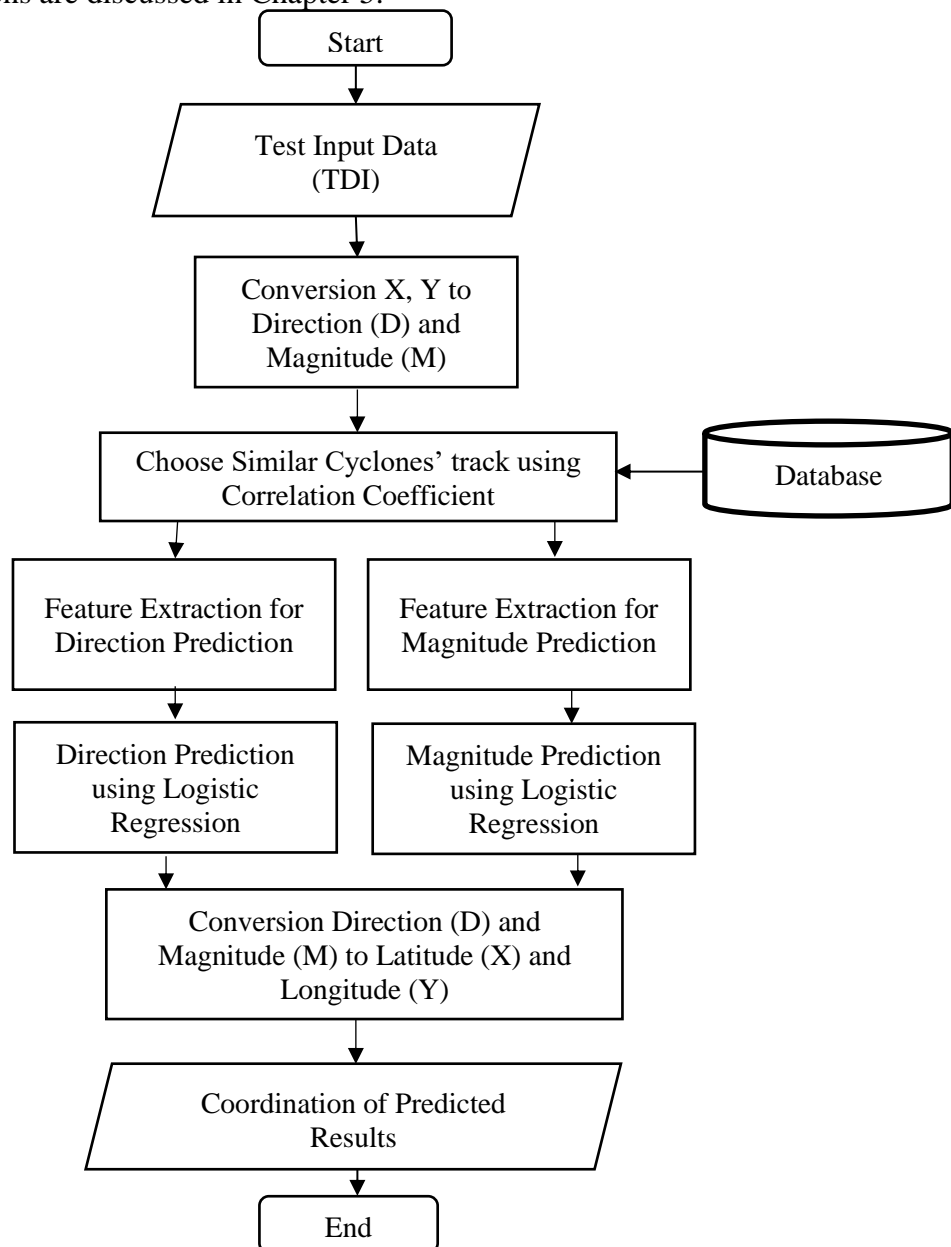 are discussed in Chapter
Start
Test Input Data
(TDI)
Conversion X, Y to
Direction (D) and
Magnitude (M)
Choose Similar Cyclones’ track using
Correlation Coefficient
Database
Feature Extraction for
Direction Prediction
Feature Extraction for
Magnitude Prediction
Direction Prediction
using Logistic
Regression
Magnitude Prediction
using Logistic
Regression
Conversion Direction (D) and
Magnitude (M) to Latitude (X) and
Longitude (Y)
Coordination of Predicted
Results
End